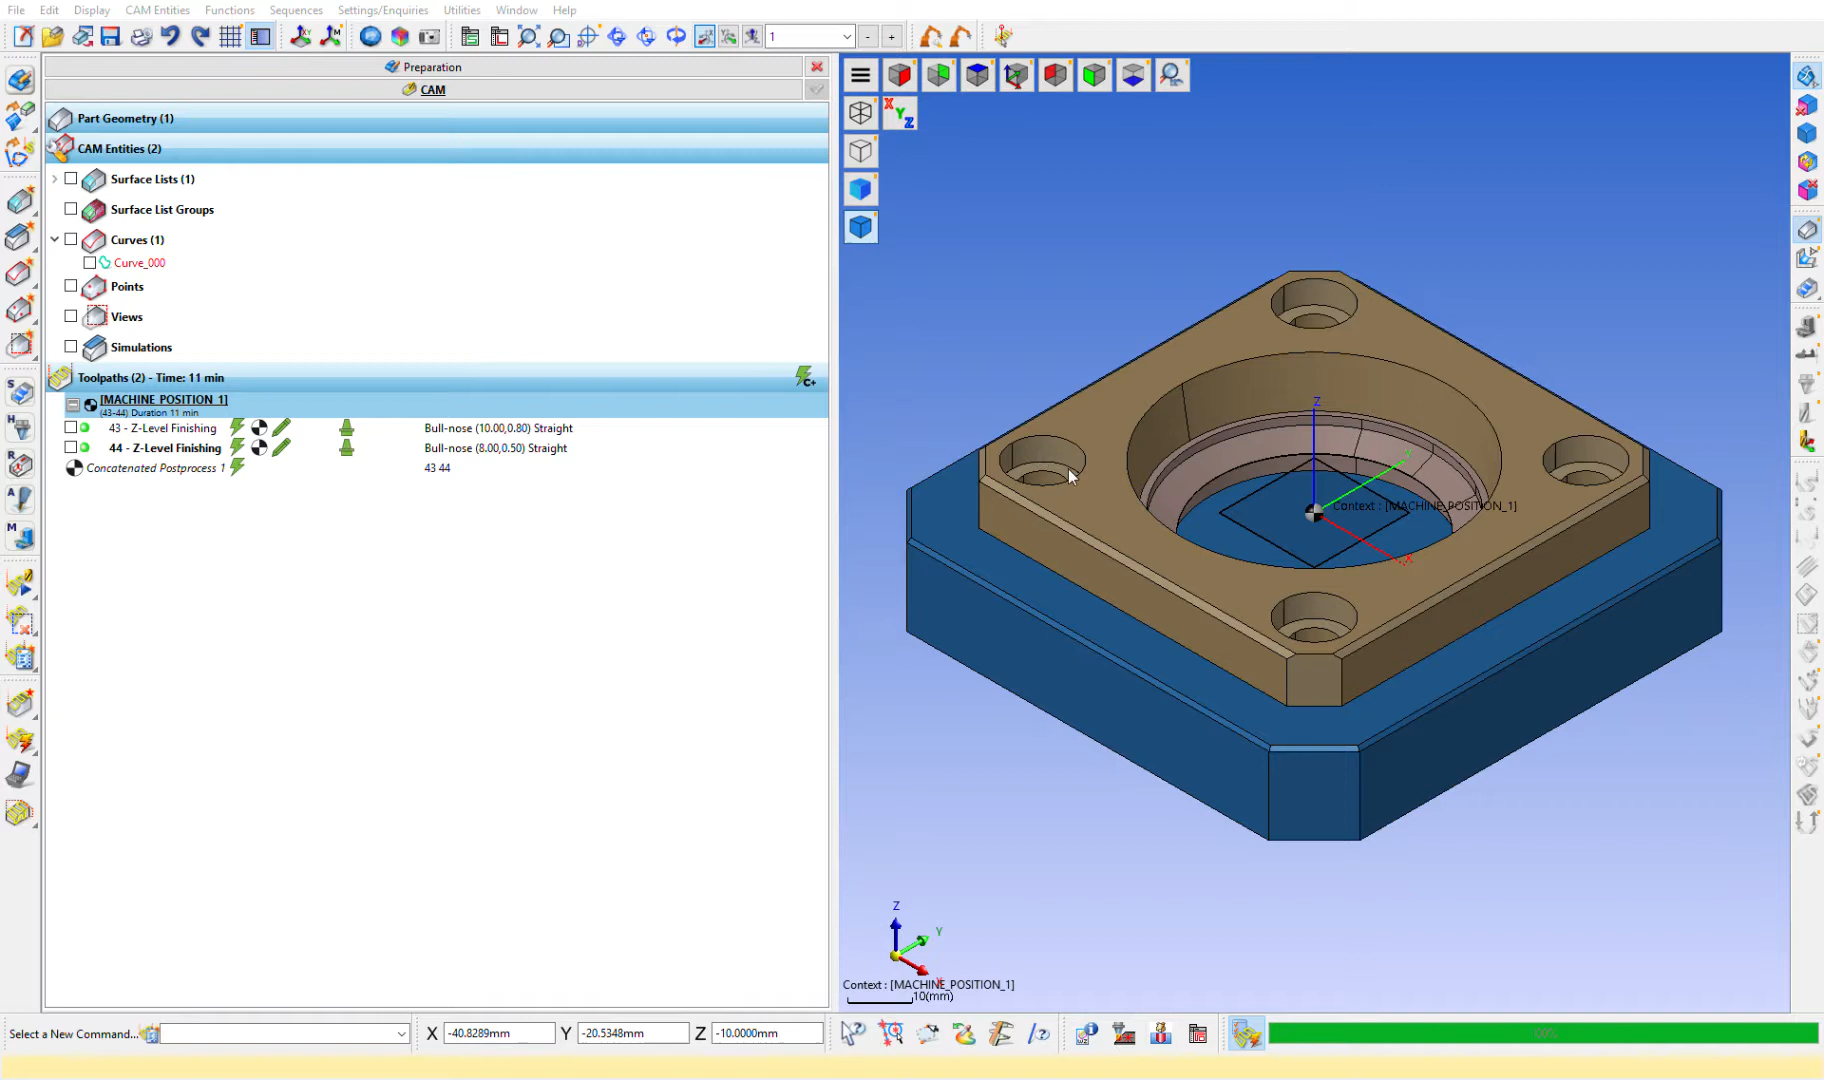 File Edit Display CAM Entities Functions Sequences Settings/Enquiries Utilities Window Help
1
Preparation
CAM
Part Geometry (1)
CAM Entities (2)
Surface Lists (1)
Surface List Groups
Curves (1)
Curve_000
Points
Views
Simulations
Toolpaths (2) - Time: 11 min
C+
[MACHINE POSITION 1]
(43-44) Duration 11 min
43 - Z-Level Finishing Bull-nose (10.00,0.80) Straight
44 - Z-Level Finishing Bull-nose (8.00,0.50) Straight
Concatenated Postprocess 1 43 44
X Y Z
Z
Y
Context : [MACHINE_POSITION_1]
X
Z
Y
X
Context : [MACHINE_POSITION_1]
10(mm)
Select a New Command... X -40.8289mm Y -20.5348mm Z -10.0000mm
100%